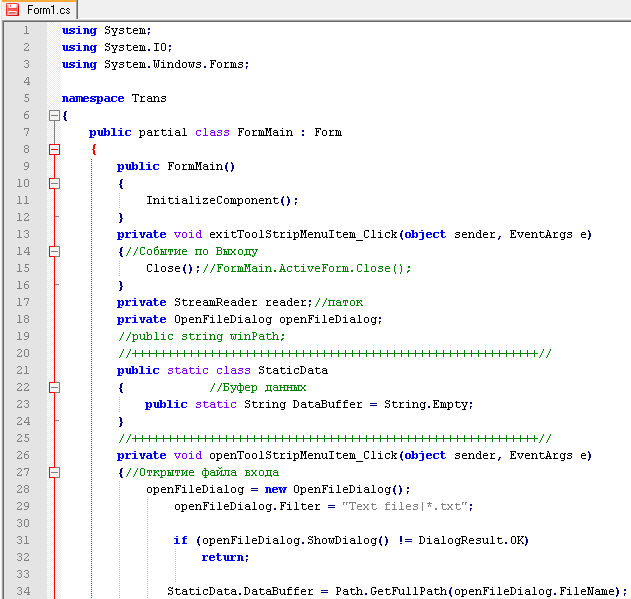 Form1.cs
1 using System;
2 using System.IO;
3 using System.Windows.Forms;
4
5 namespace Trans
6 {
7 public partial class FormMain : Form
8 {
9 public FormMain()
10 {
11 InitializeComponent();
12 }
13 private void exitToolStripMenuItem_Click(object sender, EventArgs e)
14 {//Событие по Выходу
15 Close();//FormMain.ActiveForm.Close();
16 }
17 private StreamReader reader;//паток
18 private OpenFileDialog openFileDialog;
19 //public string winPath;
20 //++++++++++++++++++++++++++++++++++++++++++++++++++++++++++//
21 public static class StaticData
22 { //Буфер данных
23 public static String DataBuffer = String.Empty;
24 }
25 //++++++++++++++++++++++++++++++++++++++++++++++++++++++++++//
26 private void openToolStripMenuItem_Click(object sender, EventArgs e)
27 {//Открытие файла входа
28 openFileDialog = new OpenFileDialog();
29 openFileDialog.Filter = "Text files|*.txt";
30
31 if (openFileDialog.ShowDialog() != DialogResult.OK)
32 return;
33
34 StaticData.DataBuffer = Path.GetFullPath(openFileDialog.FileName);